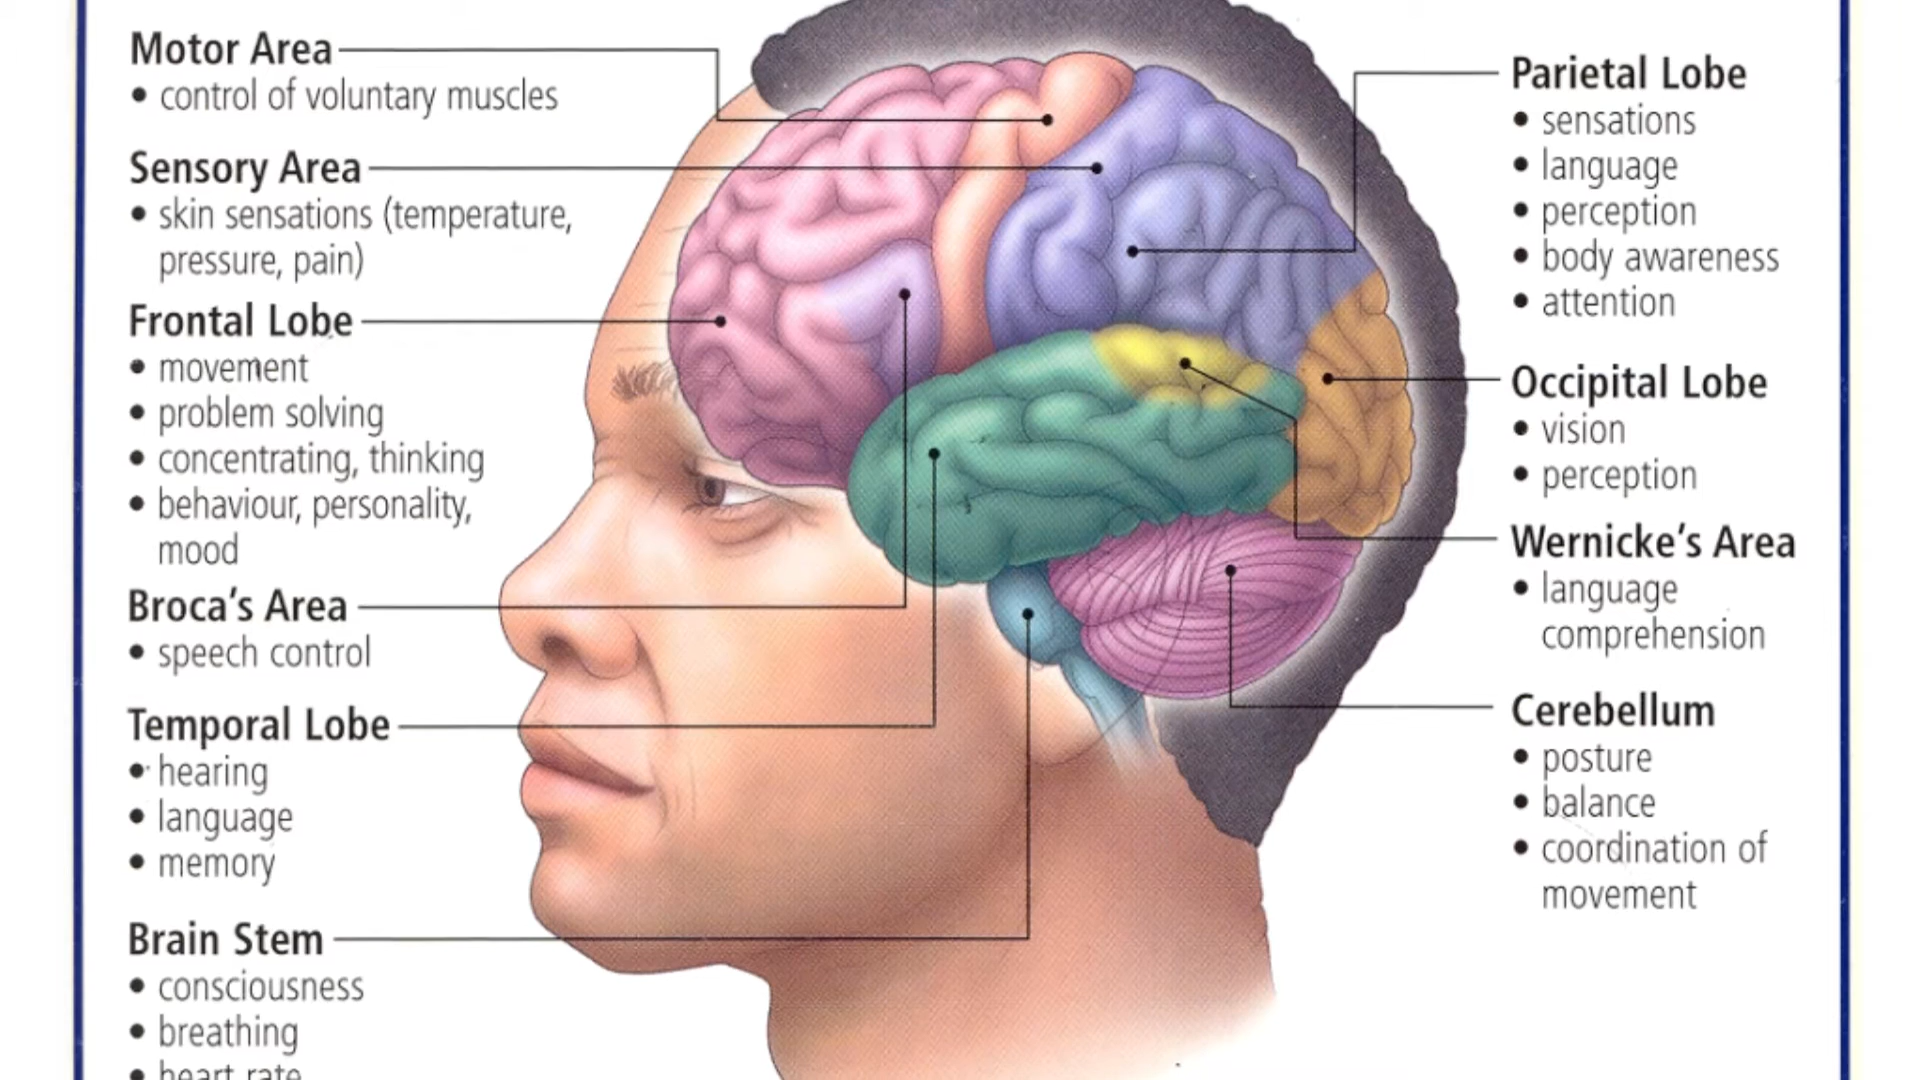 Motor Area
• control of voluntary muscles
Sensory Area
• skin sensations (temperature,
pressure, pain)
Frontal Lobe
• movement
• problem solving
• concentrating, thinking
• behaviour, personality,
mood
Broca's Area
• speech control
Temporal Lobe
• hearing
• language
• memory
Brain Stem
• consciousness
• breathing
• heart rate
Parietal Lobe
• sensations
• language
• perception
• body awareness
• attention
Occipital Lobe
• vision
• perception
Wernicke's Area
• language
comprehension
Cerebellum
• posture
• balance
• coordination of
movement